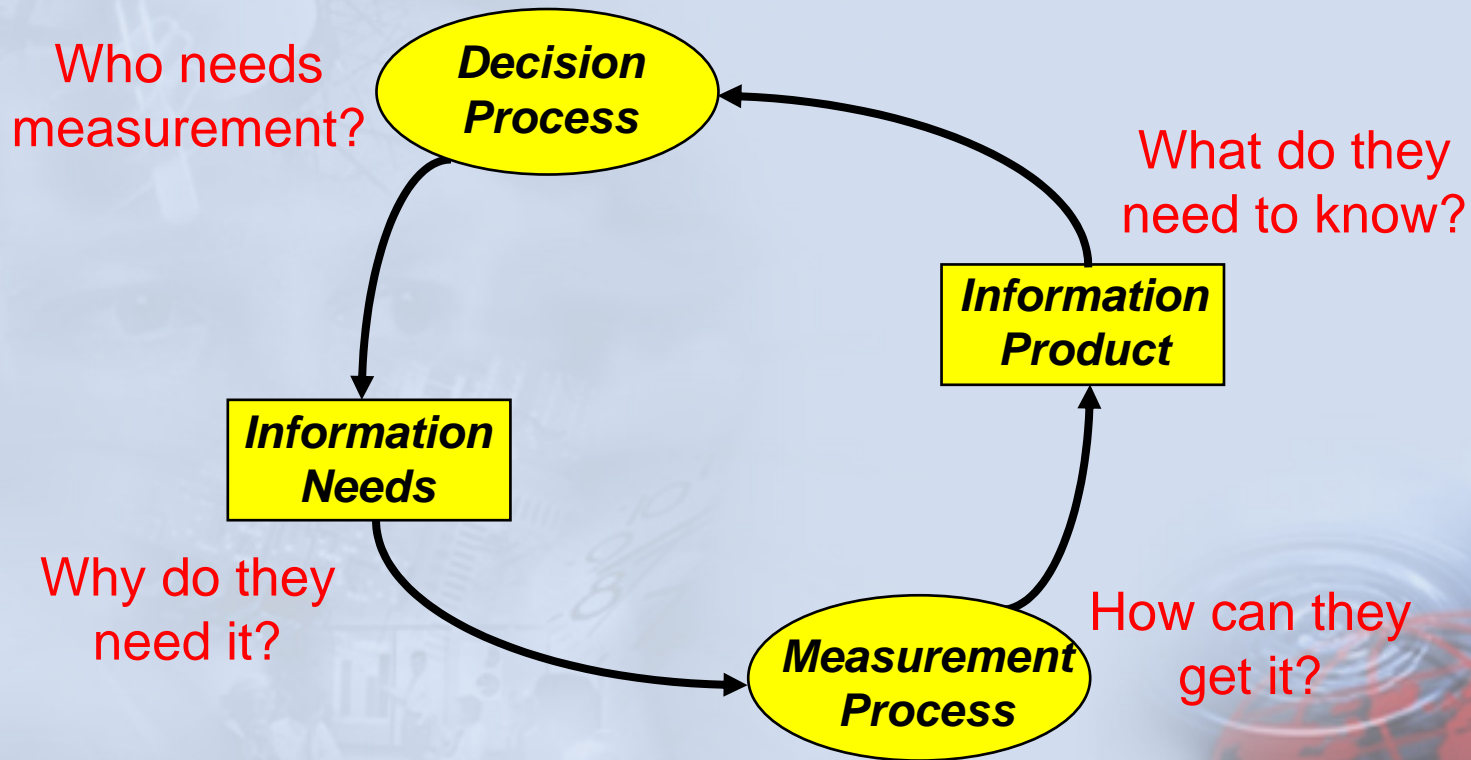 Who needs
measurement?
Decision
Process
What do they
need to know?
Information
Product
Information
Needs
Why do they
need it?
Measurement
Process
How can they
get it?